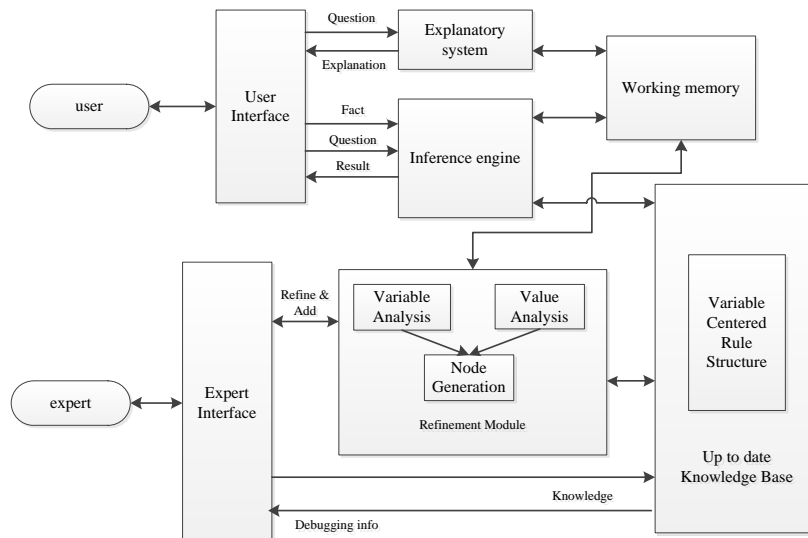 Question
Explanation
Explanatory
system
Working memory
user
User
Interface
Fact
Question
Result
Inference engine
Refine &
Add
Variable
Analysis
Value
Analysis
Node
Generation
Refinement Module
Variable
Centered
Rule
Structure
expert
Expert
Interface
Up to date
Knowledge Base
Knowledge
Debugging info